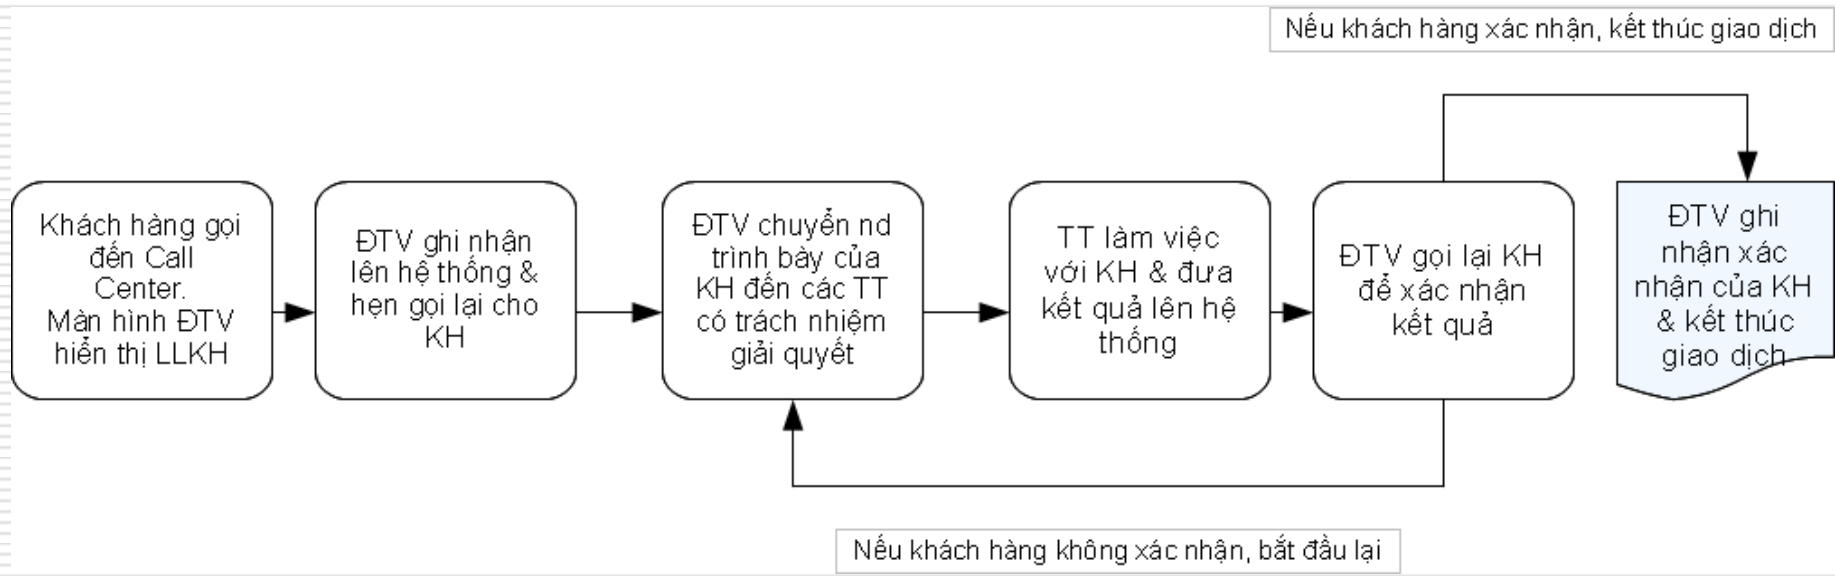 Nếu khách hàng xác nhận, kết thúc giao dịch
Khách hàng gọi
đến Call
Center.
Màn hình ĐTV
hiển thị LLKH
ĐTV ghi nhận
lên hệ thống &
hẹn gọi lại cho
KH
ĐTV chuyển nd
trình bày của
KH đến các TT
có trách nhiệm
giải quyết
TT làm việc
với KH & đưa
kết quả lên hệ
thống
ĐTV gọi lại KH
để xác nhận
kết quả
ĐTV ghi
nhận xác
nhận của KH
& kết thúc
giao dịch
Nếu khách hàng không xác nhận, bắt đầu lại